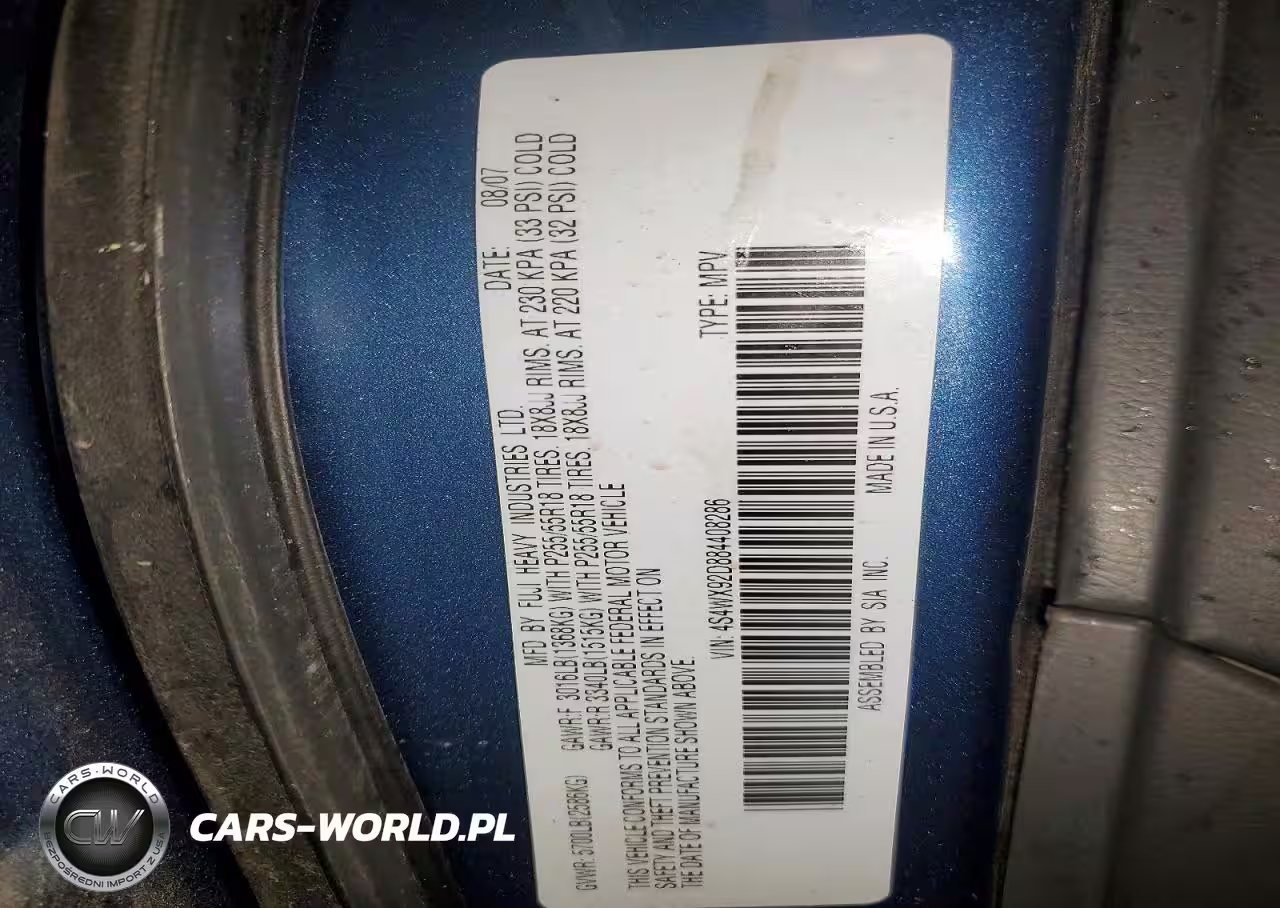 MFD BY FUJI HEAVY INDUSTRIES LTD. DATE: 08/07
GAWR:F 3016LB(1368KG) WITH P255/55R18 TIRES. 18X8JJ RIMS. AT 230 KPA (33 PSI) COLD
GVWR: 5700LB(2586KG) GAWR:R 3340LB(1515KG) WITH P255/55R18 TIRES. 18X8JJ RIMS. AT 220 KPA (32 PSI) COLD
THIS VEHICLE CONFORMS TO ALL APPLICABLE FEDERAL MOTOR VEHICLE
SAFETY AND THEFT PREVENTION STANDARDS IN EFFECT ON
THE DATE OF MANUFACTURE SHOWN ABOVE.
VIN: 4S4WX92D884408286 TYPE: MPV
ASSEMBLED BY SIA INC. MADE IN U.S.A.
CARS-WORLD
CW
BEZPOŚREDNI IMPORT Z USA
CARS-WORLD.PL